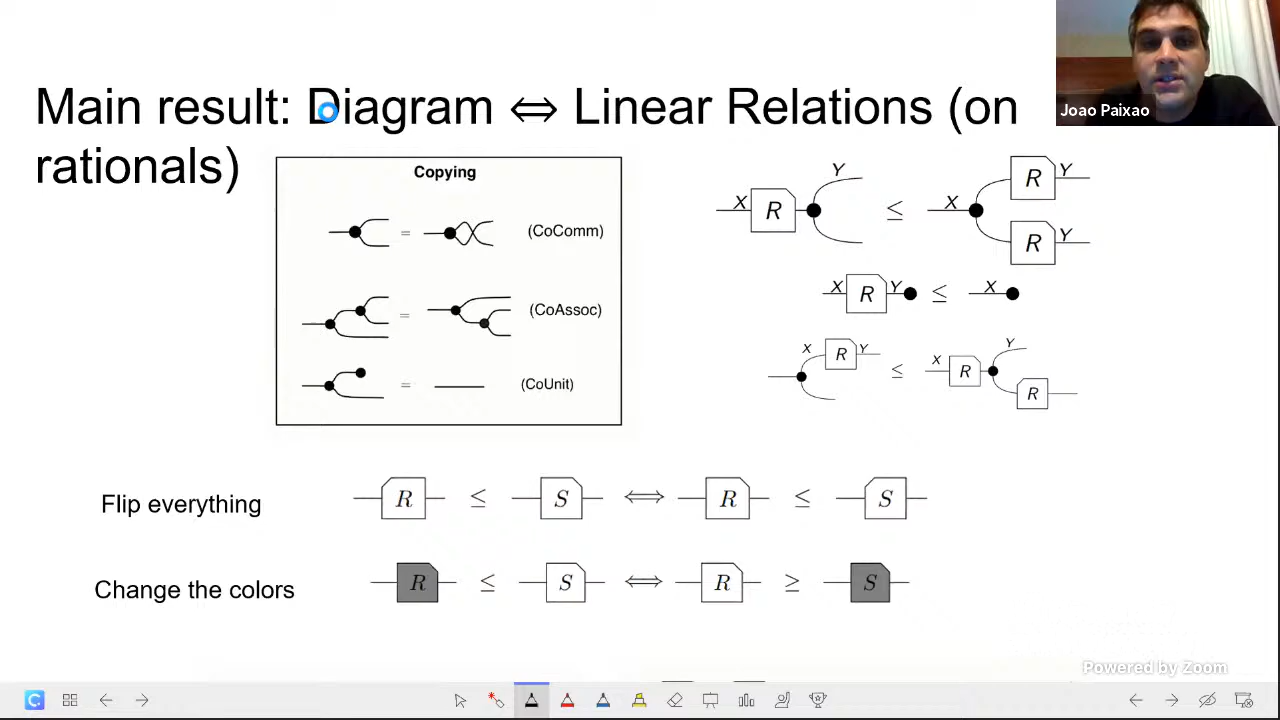 Joao Paixao
Main result: Diagram ⇔ Linear Relations (on
rationals)
Copying
= (CoComm)
= (CoAssoc)
= (CoUnit)
X R Y ≤ X R Y R Y
X R Y ≤ X
X R Y ≤ X R Y R
Flip everything
R ≤ S ⟺ R ≤ S
Change the colors
R ≤ S ⟺ R ≥ S
Powered by Zoom